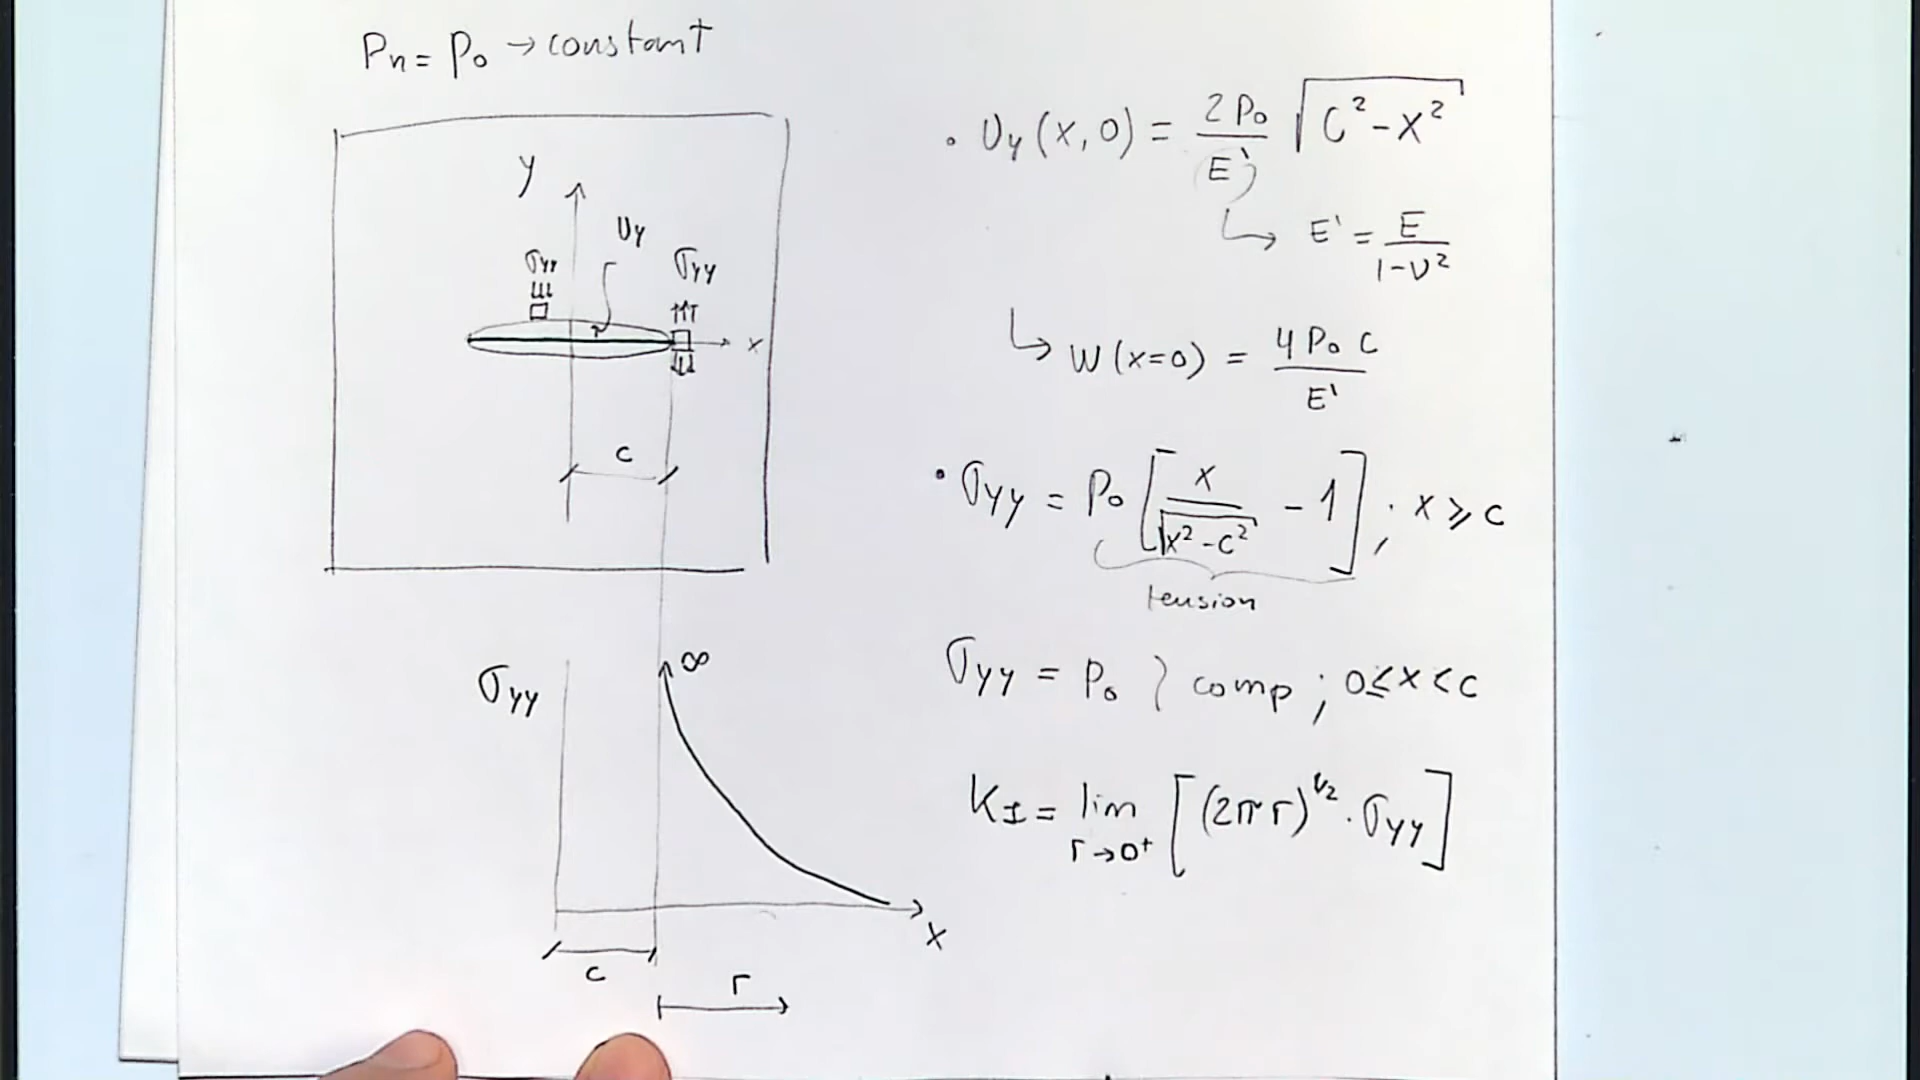 Pn = Po → constant
y
Uy
σyy
σyy
x
c
σyy
∞
x
c
r
• Uy (x,0) = 2Po/E' √(C² - x²)
↳ E' = E/(1-ν²)
↳ W (x=0) = 4 Po c/E'
• σyy = Po [x/√(x² - c²) - 1] ; x ≥ c
tension
σyy = Po } comp ; 0 ≤ x < c
KI = lim r→0⁺ [(2πr)^1/2 · σyy]